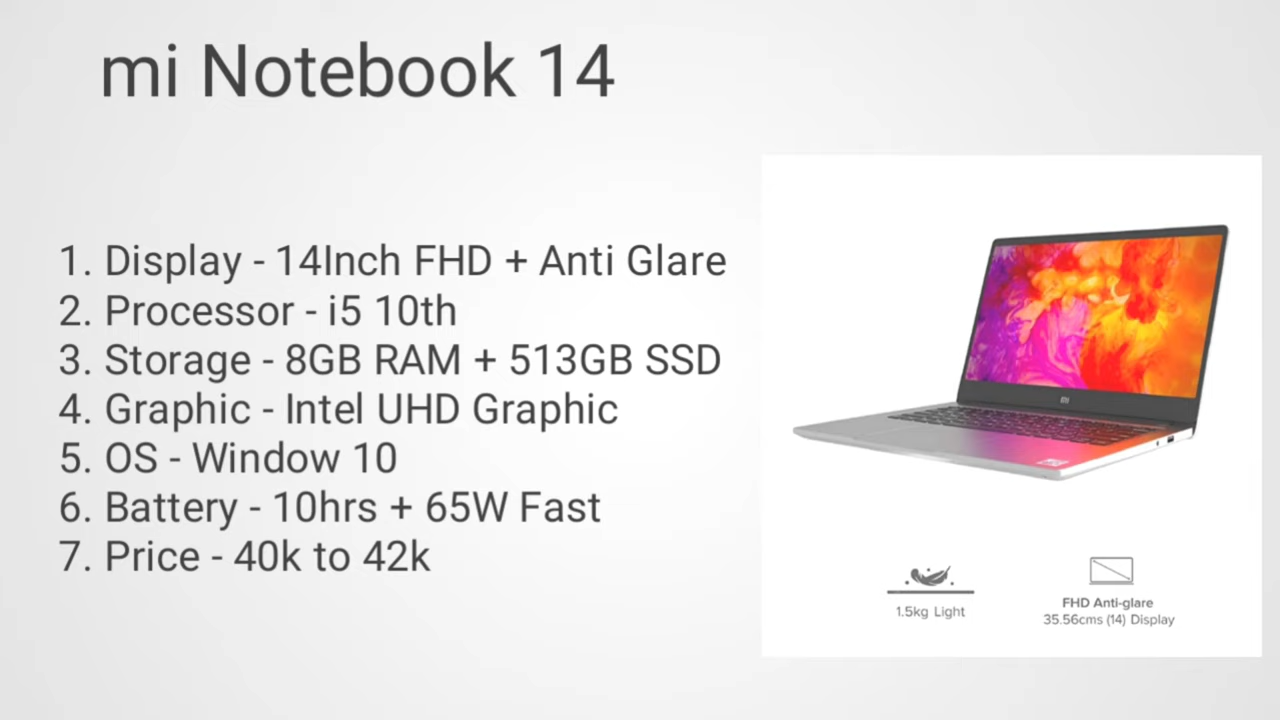 mi Notebook 14
1. Display - 14Inch FHD + Anti Glare
2. Processor - i5 10th
3. Storage - 8GB RAM + 513GB SSD
4. Graphic - Intel UHD Graphic
5. OS - Window 10
6. Battery - 10hrs + 65W Fast
7. Price - 40k to 42k
mi
1.5kg Light
FHD Anti-glare
35.56cms (14) Display